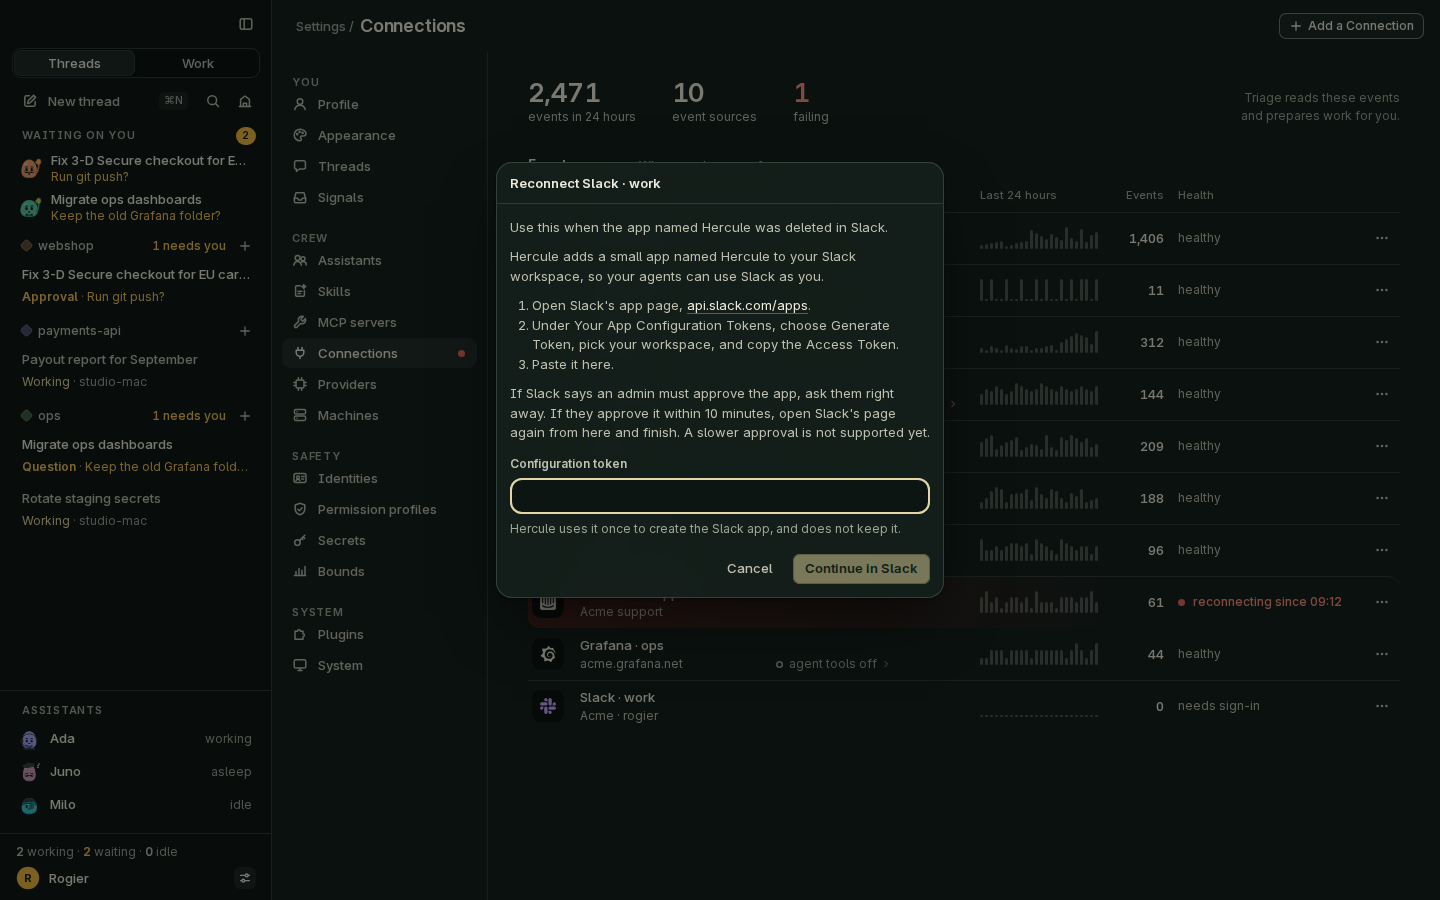 Settings / Connections
Add a Connection
Threads
Work
New thread
⌘N
WAITING ON YOU
2
Fix 3-D Secure checkout for E...
Run git push?
Migrate ops dashboards
Keep the old Grafana folder?
webshop
1 needs you
Fix 3-D Secure checkout for EU car...
Approval · Run git push?
payments-api
Payout report for September
Working · studio-mac
ops
1 needs you
Migrate ops dashboards
Question · Keep the old Grafana fold...
Rotate staging secrets
Working · studio-mac
ASSISTANTS
Ada
working
Juno
asleep
Milo
idle
2 working · 2 waiting · 0 idle
R
Rogier
YOU
Profile
Appearance
Threads
Signals
CREW
Assistants
Skills
MCP servers
Connections
Providers
Machines
SAFETY
Identities
Permission profiles
Secrets
Bounds
SYSTEM
Plugins
System
2,471
events in 24 hours
10
event sources
1
failing
Triage reads these events
and prepares work for you.
Last 24 hours
Events
Health
1,406
healthy
11
healthy
312
healthy
144
healthy
209
healthy
188
healthy
96
healthy
Acme support
61
reconnecting since 09:12
Grafana · ops
acme.grafana.net
agent tools off
44
healthy
Slack · work
Acme · rogier
0
needs sign-in
Reconnect Slack · work
Use this when the app named Hercule was deleted in Slack.
Hercule adds a small app named Hercule to your Slack
workspace, so your agents can use Slack as you.
1. Open Slack's app page, api.slack.com/apps.
2. Under Your App Configuration Tokens, choose Generate
Token, pick your workspace, and copy the Access Token.
3. Paste it here.
If Slack says an admin must approve the app, ask them right
away. If they approve it within 10 minutes, open Slack's page
again from here and finish. A slower approval is not supported yet.
Configuration token
Hercule uses it once to create the Slack app, and does not keep it.
Cancel
Continue in Slack